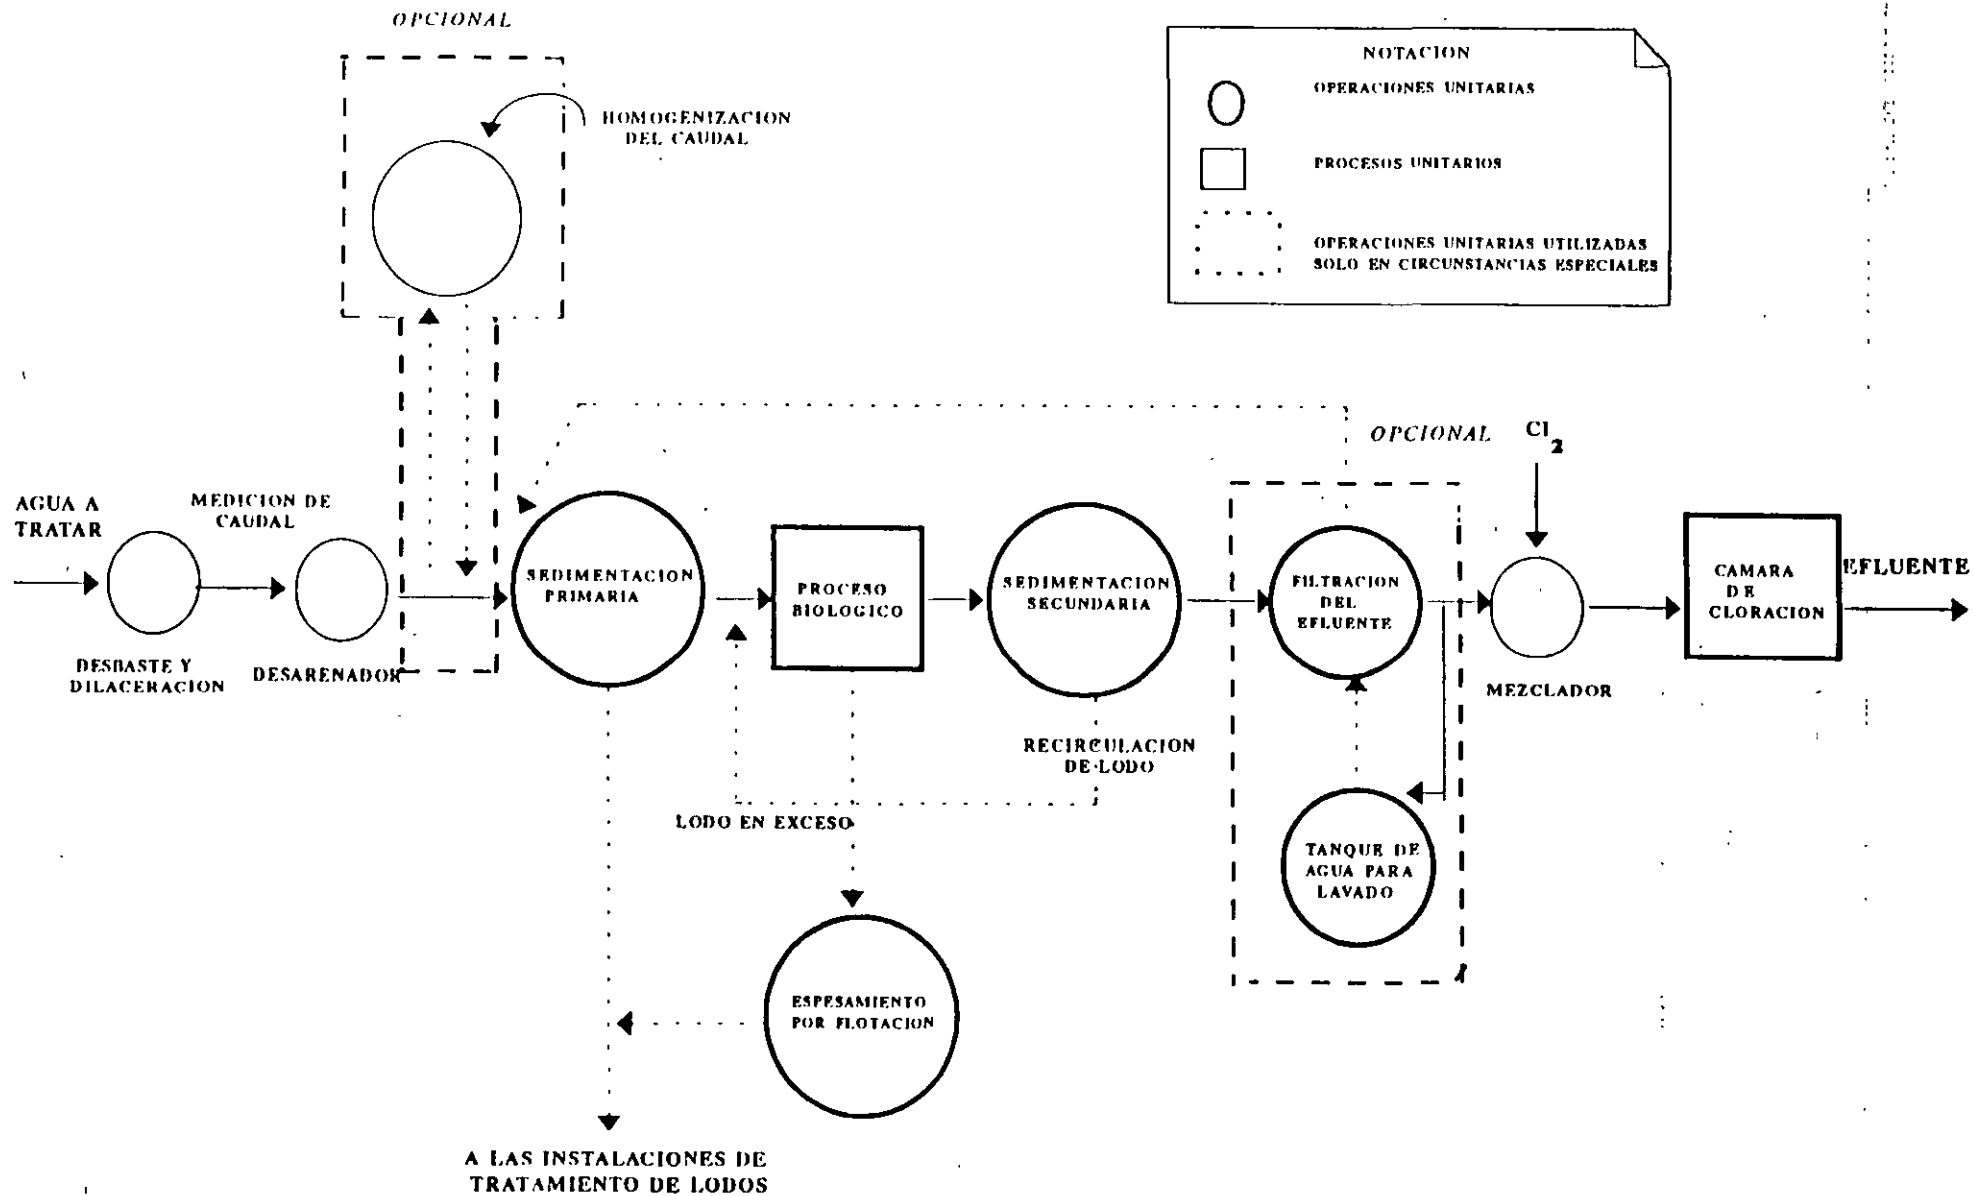 OPCIONAL
HOMOGENIZACION
DEL CAUDAL
NOTACION
OPERACIONES UNITARIAS
PROCESOS UNITARIOS
OPERACIONES UNITARIAS UTILIZADAS
SOLO EN CIRCUNSTANCIAS ESPECIALES
OPCIONAL
Cl2
AGUA A
TRATAR
MEDICION DE
CAUDAL
SEDIMENTACION
PRIMARIA
PROCESO
BIOLOGICO
SEDIMENTACION
SECUNDARIA
FILTRACION
DEL
EFLUENTE
CAMARA
DE
CLORACION
EFLUENTE
DESBASTE Y
DILACERACION
DESARENADOR
MEZCLADOR
RECIRCULACION
DE LODO
LODO EN EXCESO
TANQUE DE
AGUA PARA
LAVADO
ESPESAMIENTO
POR FLOTACION
A LAS INSTALACIONES DE
TRATAMIENTO DE LODOS